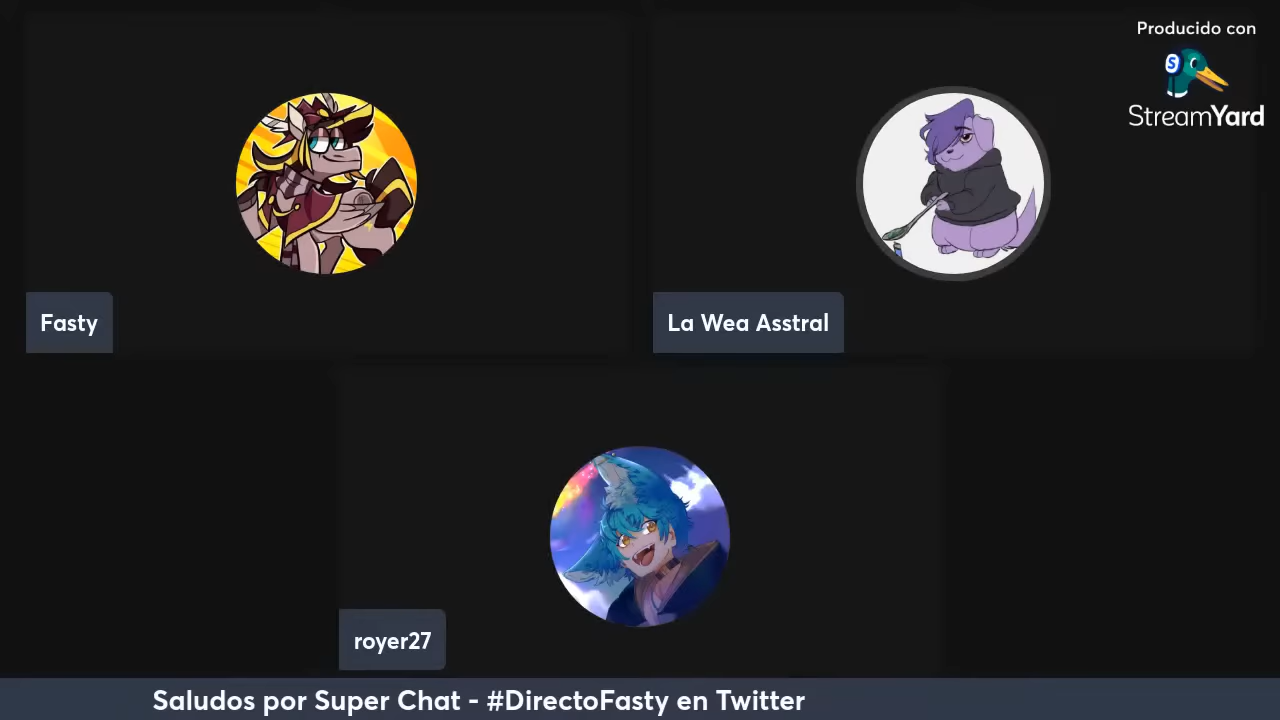 Producido con
S
StreamYard
Fasty
La Wea Asstral
royer27
Saludos por Super Chat - #DirectoFasty en Twitter